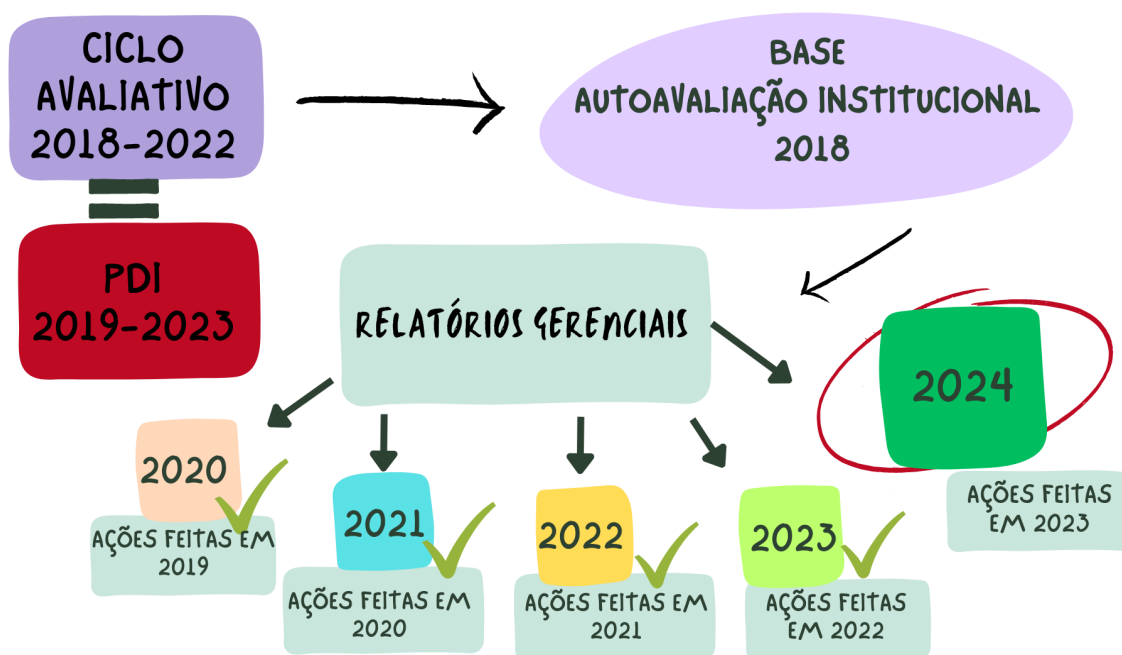 CICLO
AVALIATIVO
2018-2022
BASE
AUTOAVALIAÇÃO INSTITUCIONAL
2018
PDI
2019-2023
RELATÓRIOS GERENCIAIS
2024
AÇÕES FEITAS
EM 2023
2020
AÇÕES FEITAS EM
2019
2021
AÇÕES FEITAS EM
2020
2022
AÇÕES FEITAS EM
2021
2023
AÇÕES FEITAS
EM 2022